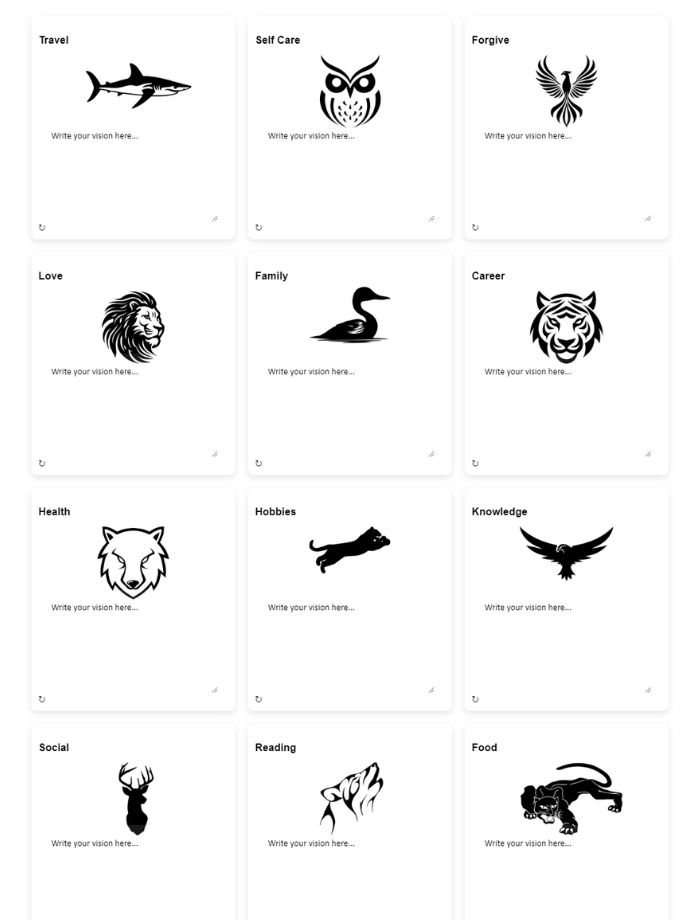 Travel
Self Care
Forgive
Write your vision here...
Write your vision here...
Write your vision here...
Love
Family
Career
Write your vision here...
Write your vision here...
Write your vision here...
Health
Hobbies
Knowledge
Write your vision here...
Write your vision here...
Write your vision here...
Social
Reading
Food
Write your vision here...
Write your vision here...
Write your vision here...